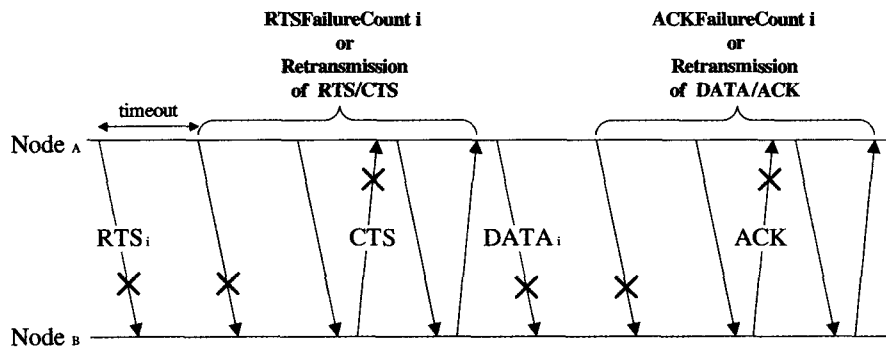 RTSFailureCount i
or
Retransmission
of RTS/CTS
ACKFailureCount i
or
Retransmission
of DATA/ACK
timeout
Node A
RTS i
CTS
DATA i
ACK
Node B